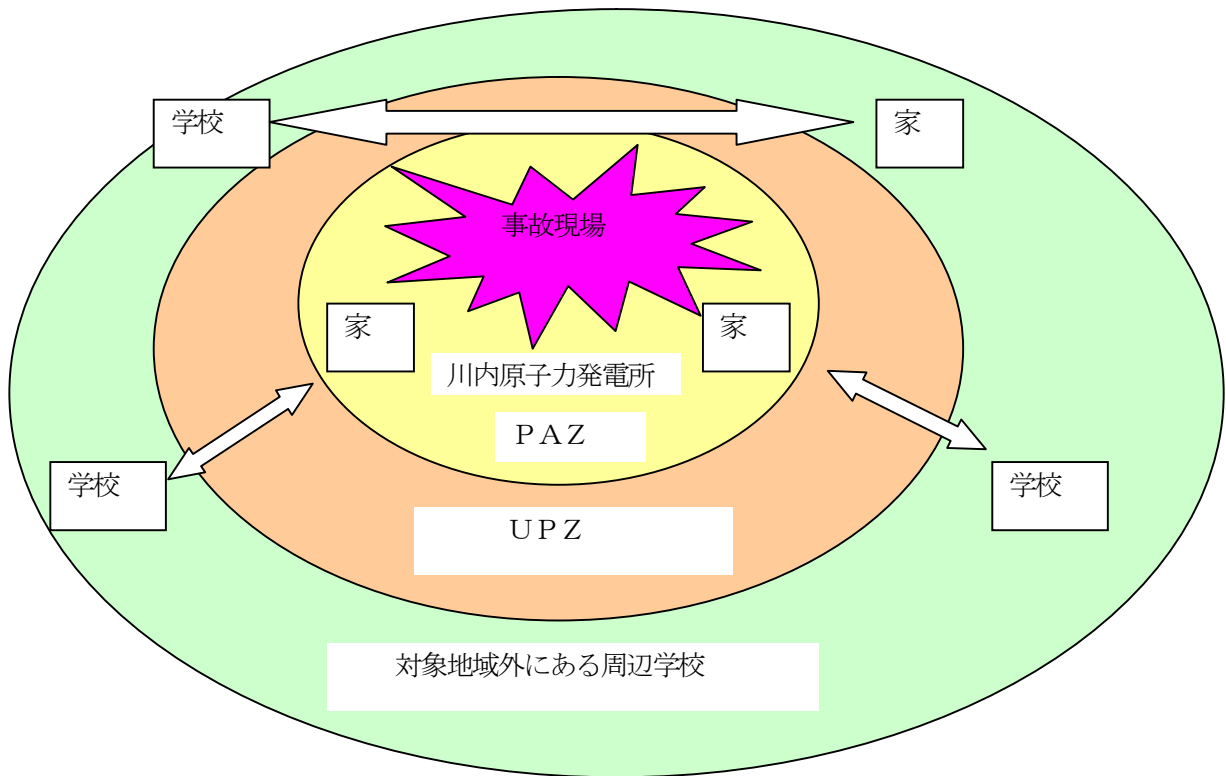 学校
家
事故現場
家
家
川内原子力発電所
ＰＡＺ
学校
学校
ＵＰＺ
対象地域外にある周辺学校